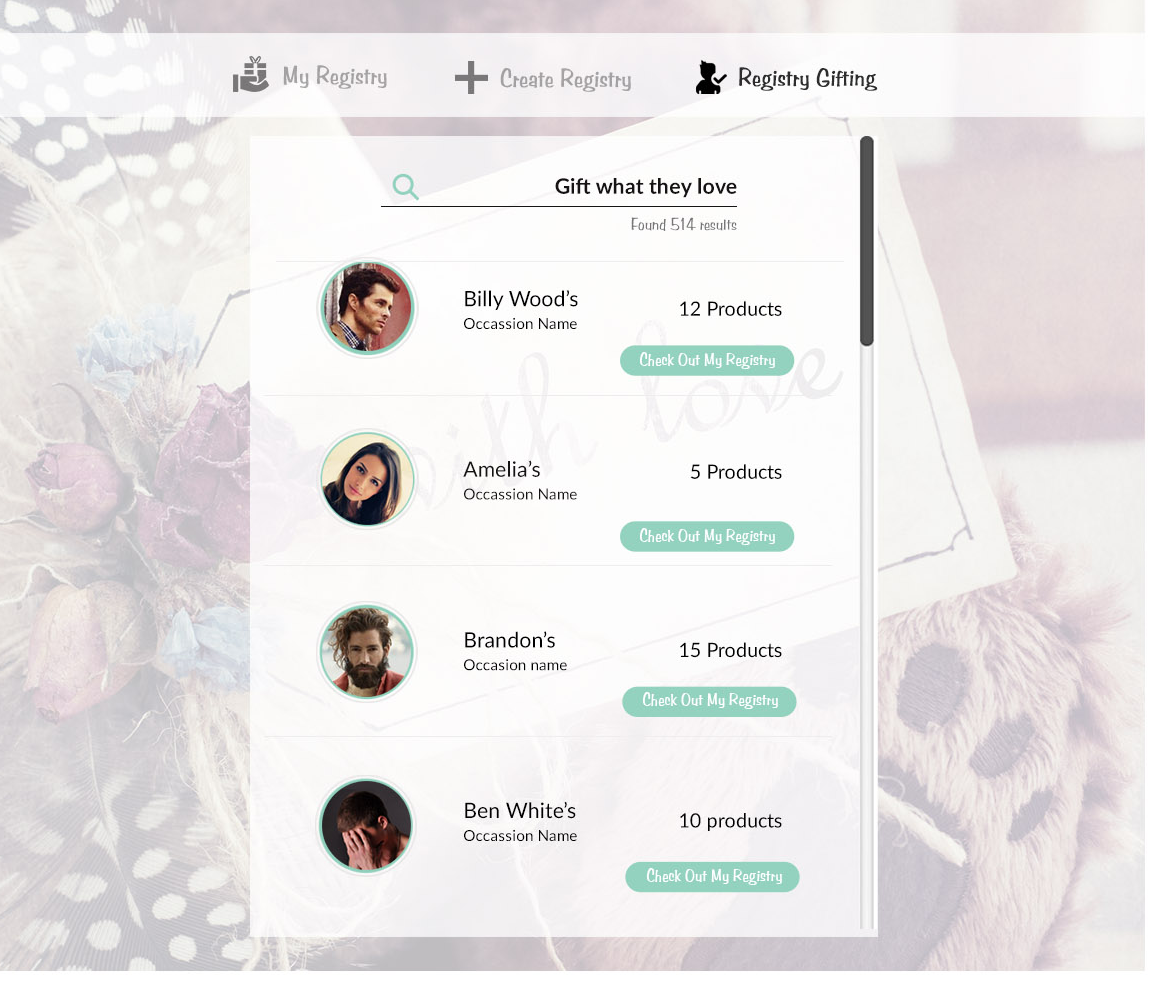 My Registry
Create Registry
Registry Gifting
Gift what they love
Found 514 results
Billy Wood's
Occassion Name
12 Products
Check Out My Registry
with love
Amelia's
Occassion Name
5 Products
Check Out My Registry
Brandon's
Occasion name
15 Products
Check Out My Registry
Ben White's
Occassion Name
10 products
Check Out My Registry